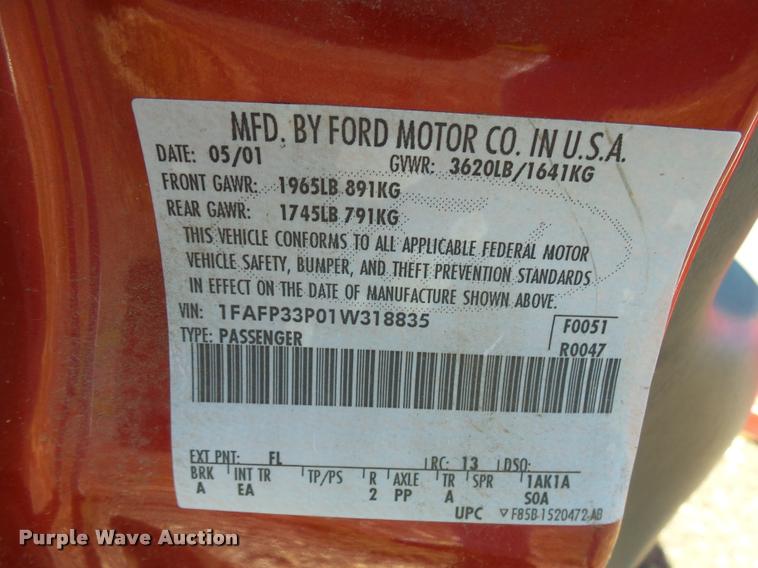 MFD. BY FORD MOTOR CO. IN U.S.A.
DATE: 05/01 GVWR: 3620LB/1641KG
FRONT GAWR: 1965LB 891KG
REAR GAWR: 1745LB 791KG
THIS VEHICLE CONFORMS TO ALL APPLICABLE FEDERAL MOTOR
VEHICLE SAFETY, BUMPER, AND THEFT PREVENTION STANDARDS
IN EFFECT ON THE DATE OF MANUFACTURE SHOWN ABOVE.
VIN: 1FAFP33P01W318835 F0051
TYPE: PASSENGER R0047
EXT PNT: FL RC: 13 DSO:
BRK INT TR TP/PS R AXLE TR SPR 1AK1A
A EA 2 PP A SOA
UPC F85B-1520472-AB
Purple Wave Auction